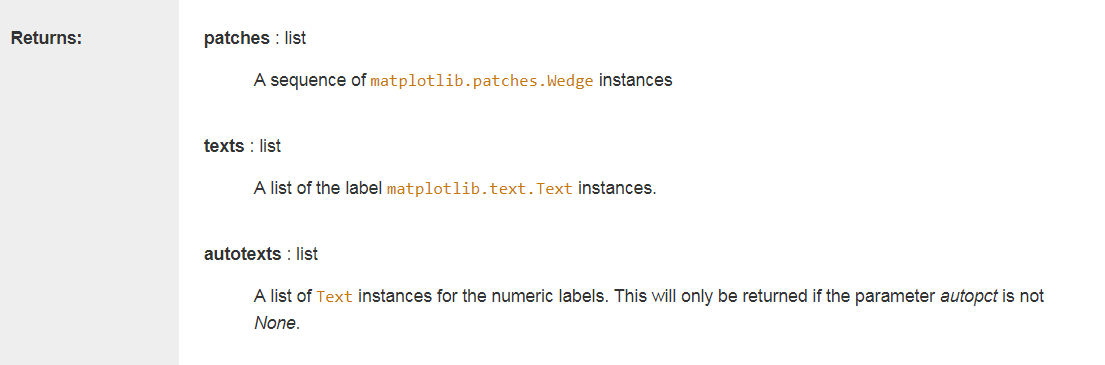 Returns:
patches : list
A sequence of matplotlib.patches.Wedge instances
texts : list
A list of the label matplotlib.text.Text instances.
autotexts : list
A list of Text instances for the numeric labels. This will only be returned if the parameter autopct is not
None.